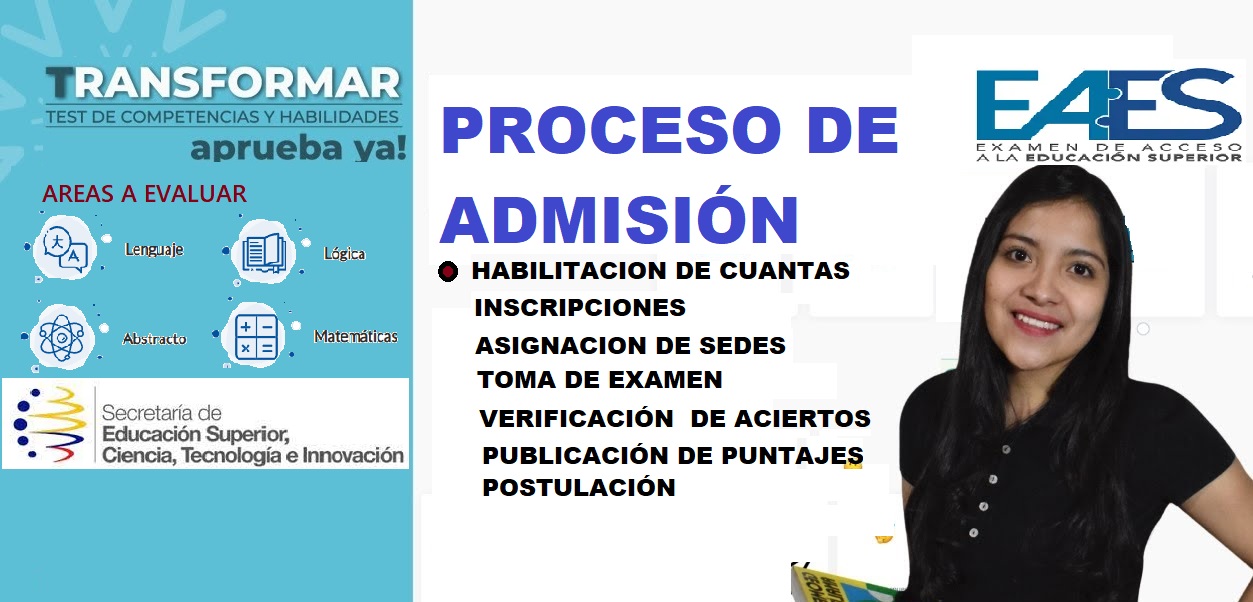 TRANSFORMAR
TEST DE COMPETENCIAS Y HABILIDADES
aprueba ya!
AREAS A EVALUAR
Lenguaje
Lógica
Abstracto
Matemáticas
Secretaría de
Educación Superior,
Ciencia, Tecnología e Innovación
PROCESO DE
ADMISIÓN
HABILITACION DE CUANTAS
INSCRIPCIONES
ASIGNACION DE SEDES
TOMA DE EXAMEN
VERIFICACIÓN DE ACIERTOS
PUBLICACIÓN DE PUNTAJES
POSTULACIÓN
EAES
EXAMEN DE ACCESO
A LA EDUCACIÓN SUPERIOR